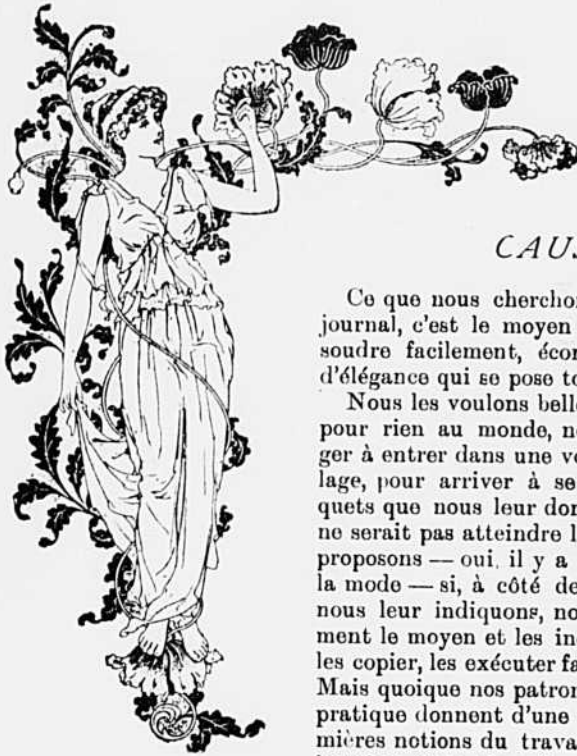 CAUS
Ce que nous cherchon
journal, c'est le moyen
soudre facilement, écon
d'élégance qui se pose to
Nous les voulons belle
pour rien au monde, no
ger à entrer dans une vo
lage, pour arriver à se
quets que nous leur don
ne serait pas atteindre l
proposons — oui, il y a
la mode — si, à côté de
nous leur indiquons, no
ment le moyen et les in
les copier, les exécuter fa
Mais quoique nos patron
pratique donnent d'une
mières notions du trava